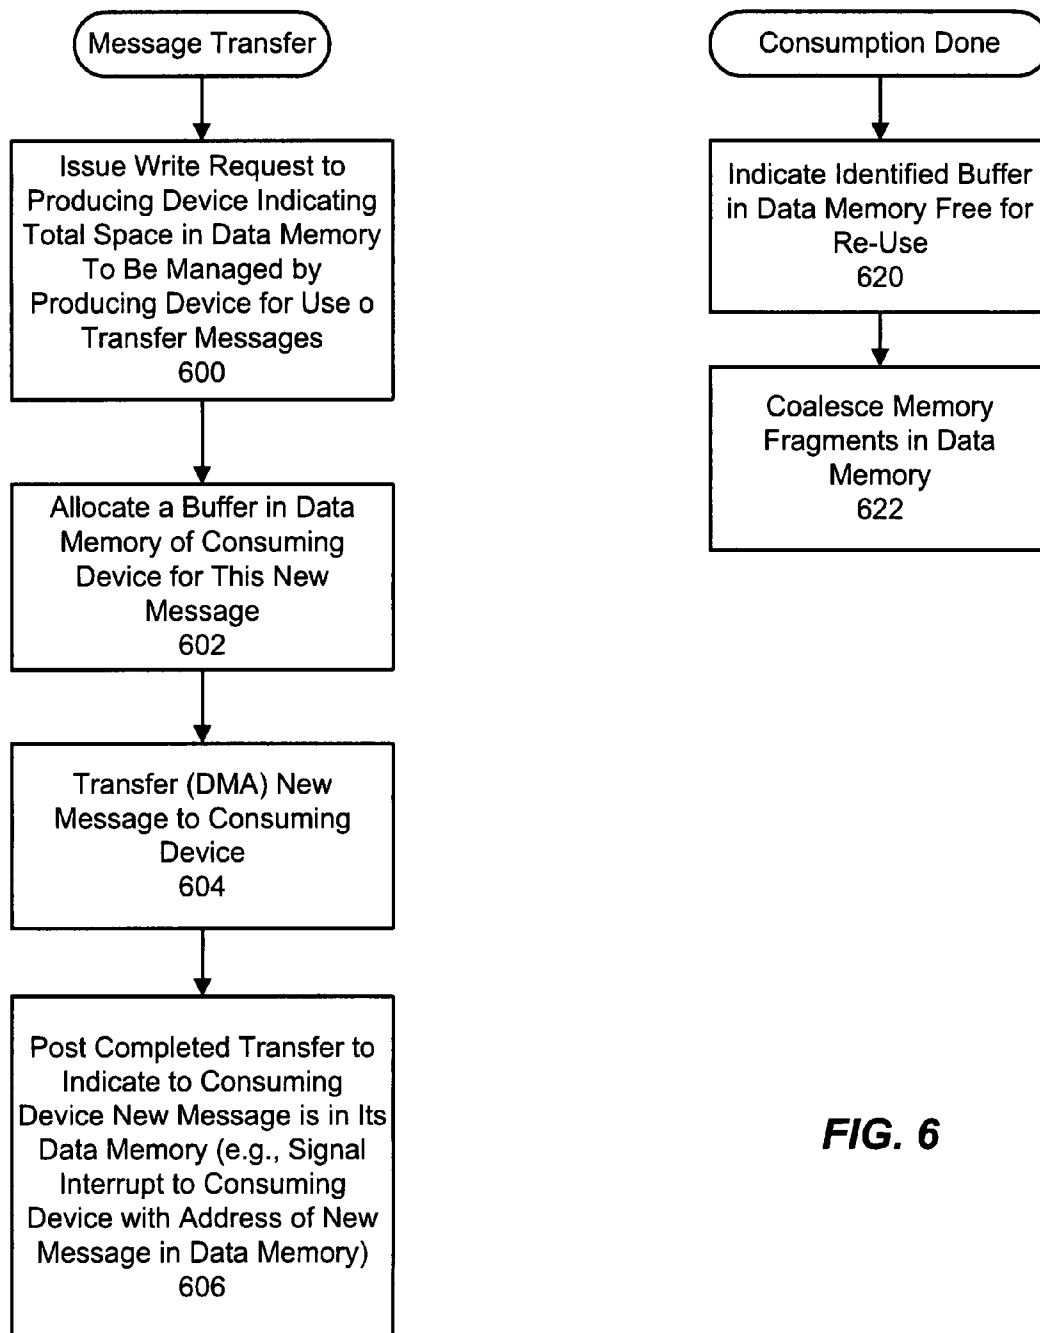 Message Transfer
Issue Write Request to
Producing Device Indicating
Total Space in Data Memory
To Be Managed by
Producing Device for Use o
Transfer Messages
600
Allocate a Buffer in Data
Memory of Consuming
Device for This New
Message
602
Transfer (DMA) New
Message to Consuming
Device
604
Post Completed Transfer to
Indicate to Consuming
Device New Message is in Its
Data Memory (e.g., Signal
Interrupt to Consuming
Device with Address of New
Message in Data Memory)
606
Consumption Done
Indicate Identified Buffer
in Data Memory Free for
Re-Use
620
Coalesce Memory
Fragments in Data
Memory
622
FIG. 6